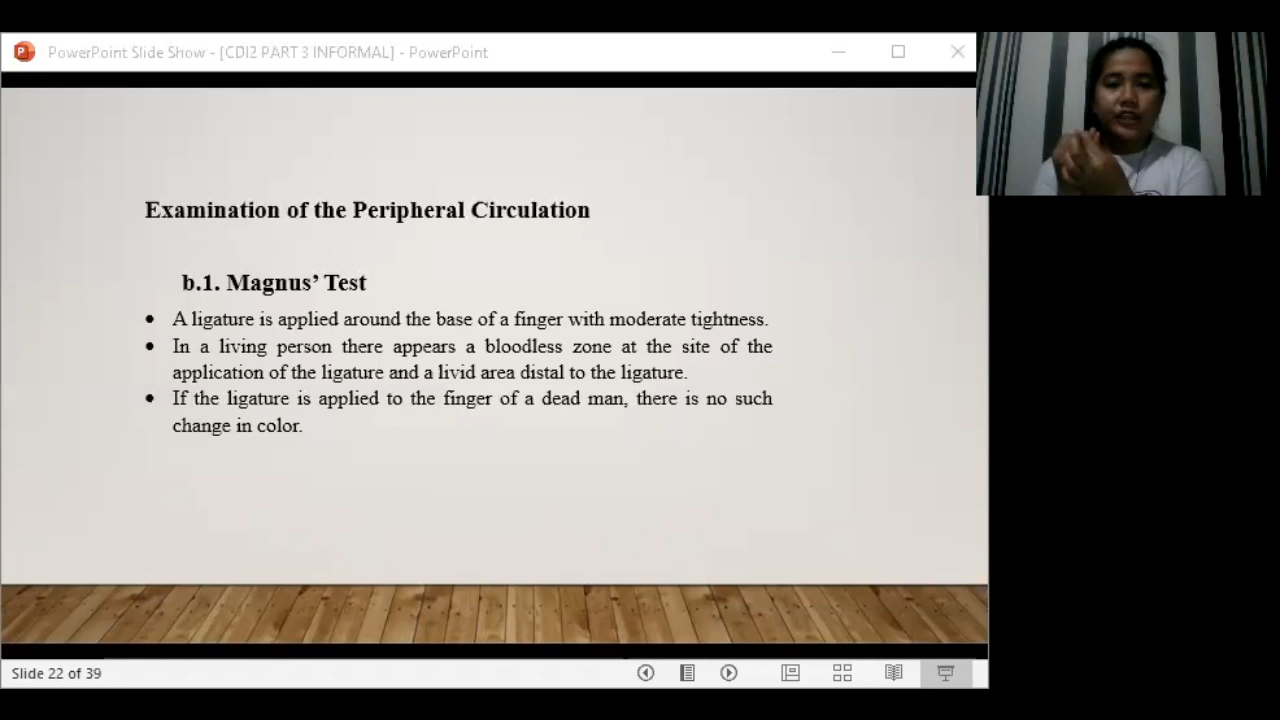 PowerPoint Slide Show - [CDI2 PART 3 INFORMAL] - PowerPoint
Examination of the Peripheral Circulation
b.1. Magnus’ Test
• A ligature is applied around the base of a finger with moderate tightness.
• In a living person there appears a bloodless zone at the site of the
application of the ligature and a livid area distal to the ligature.
• If the ligature is applied to the finger of a dead man, there is no such
change in color.
Slide 22 of 39